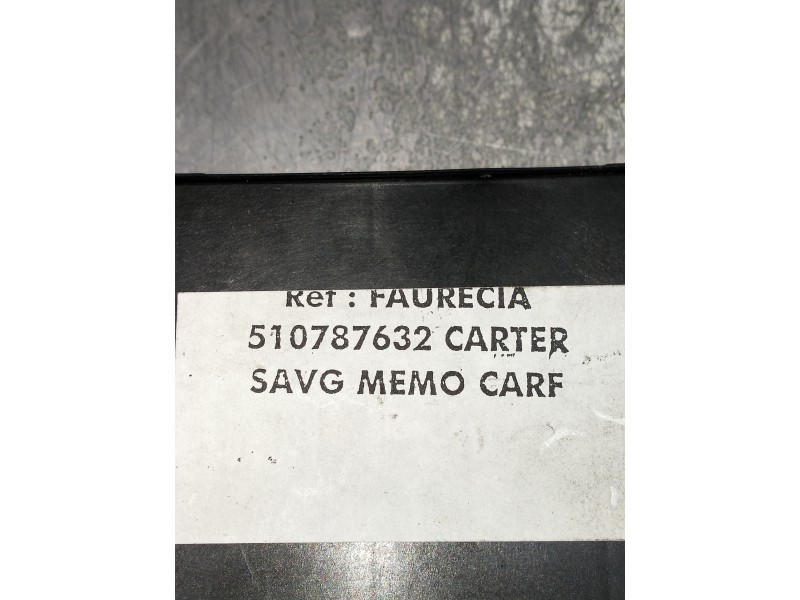 Ref : FAURECIA
510787632 CARTER
SAVG MEMO CARF